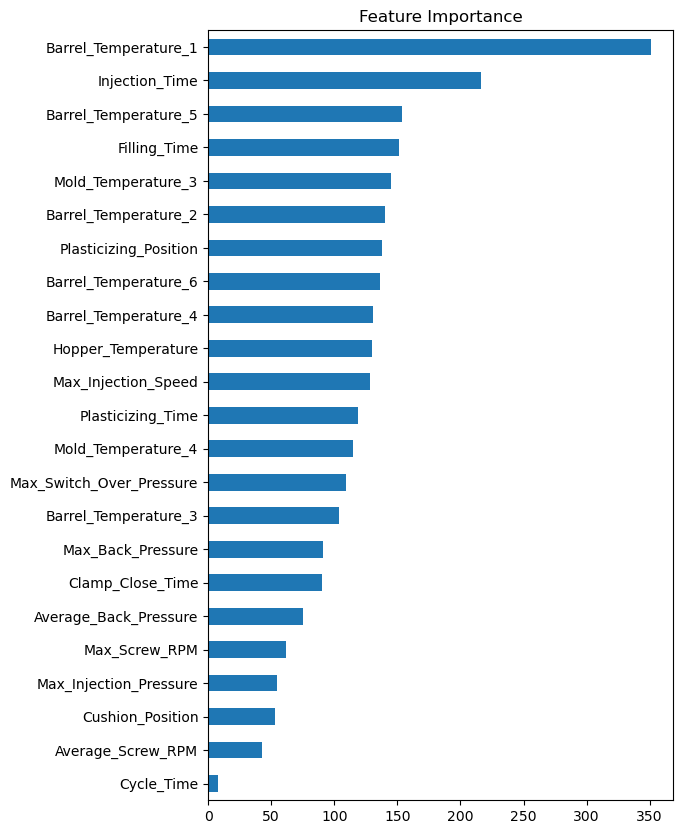 Feature Importance
Barrel_Temperature_1
Injection_Time
Barrel_Temperature_5
Filling_Time
Mold_Temperature_3
Barrel_Temperature_2
Plasticizing_Position
Barrel_Temperature_6
Barrel_Temperature_4
Hopper_Temperature
Max_Injection_Speed
Plasticizing_Time
Mold_Temperature_4
Max_Switch_Over_Pressure
Barrel_Temperature_3
Max_Back_Pressure
Clamp_Close_Time
Average_Back_Pressure
Max_Screw_RPM
Max_Injection_Pressure
Cushion_Position
Average_Screw_RPM
Cycle_Time
0 50 100 150 200 250 300 350